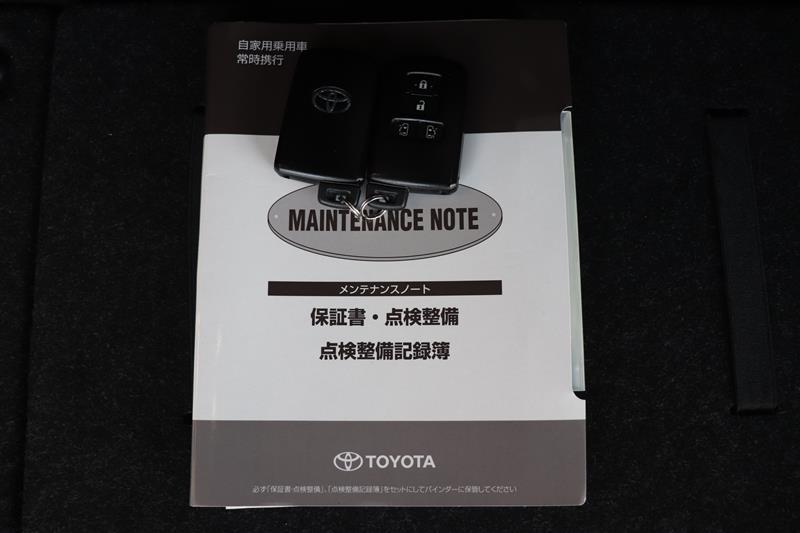 自家用乗用車
常時携行
MAINTENANCE NOTE
メンテナンスノート
保証書・点検整備
点検整備記録簿
TOYOTA
必ず「保証書・点検整備」、「点検整備記録簿」をセットにしてバインダーに保管してください